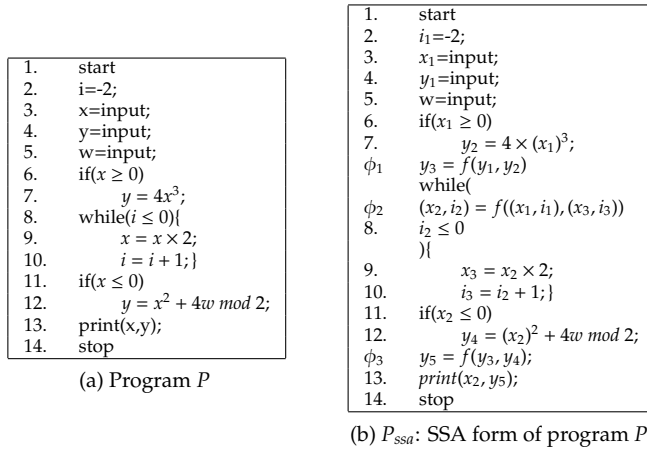 1. start
2. i=-2;
3. x=input;
4. y=input;
5. w=input;
6. if(x ≥ 0)
7. y = 4x³;
8. while(i ≤ 0){
9. x = x × 2;
10. i = i + 1; }
11. if(x ≤ 0)
12. y = x² + 4w mod 2;
13. print(x,y);
14. stop
(a) Program P
1. start
2. i₁=-2;
3. x₁=input;
4. y₁=input;
5. w=input;
6. if(x₁ ≥ 0)
7. y₂ = 4 × (x₁)³;
ϕ₁ y₃ = f(y₁, y₂)
while(
ϕ₂ (x₂, i₂) = f((x₁, i₁), (x₃, i₃))
8. i₂ ≤ 0
){
9. x₃ = x₂ × 2;
10. i₃ = i₂ + 1; }
11. if(x₂ ≤ 0)
12. y₄ = (x₂)² + 4w mod 2;
ϕ₃ y₅ = f(y₃, y₄);
13. print(x₂, y₅);
14. stop
(b) Pssa: SSA form of program P